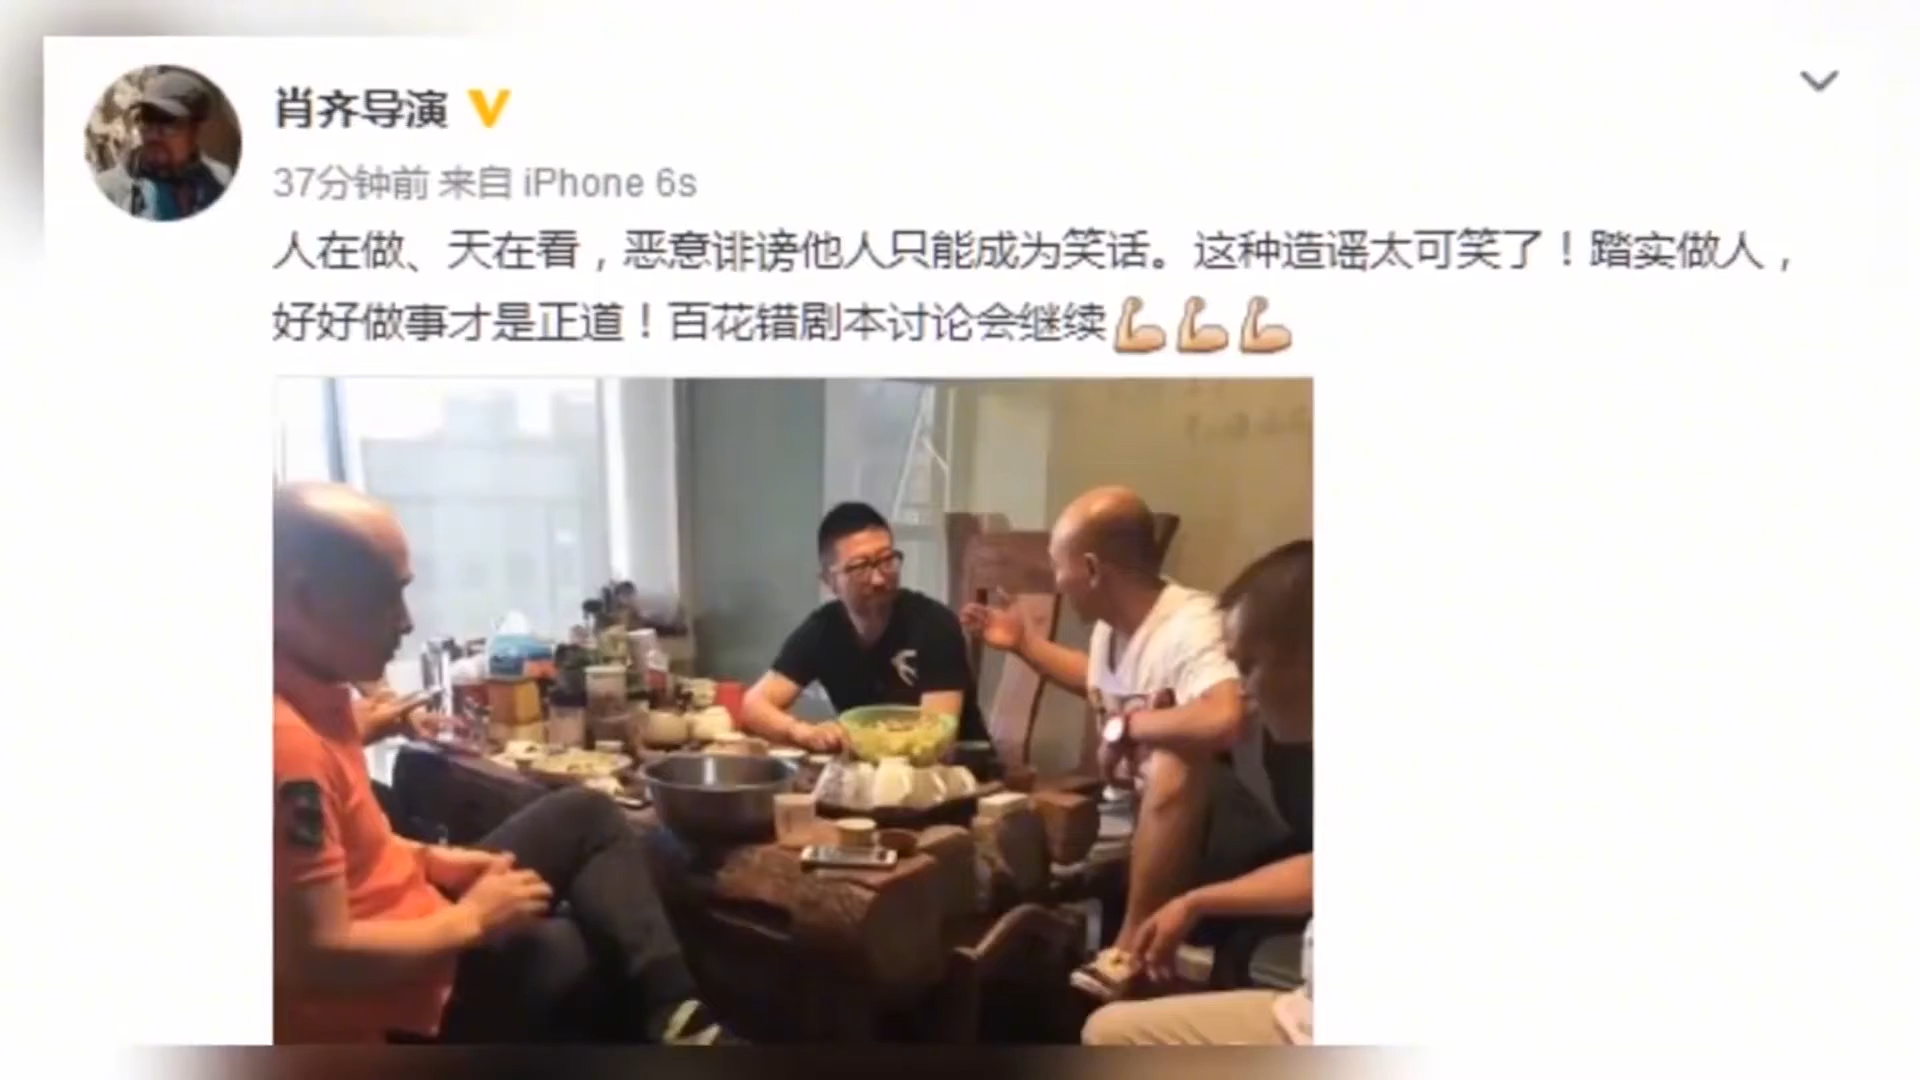 肖齐导演
37分钟前 来自 iPhone 6s
人在做、天在看，恶意诽谤他人只能成为笑话。这种造谣太可笑了！踏实做人，
好好做事才是正道！百花错剧本讨论会继续💪💪💪